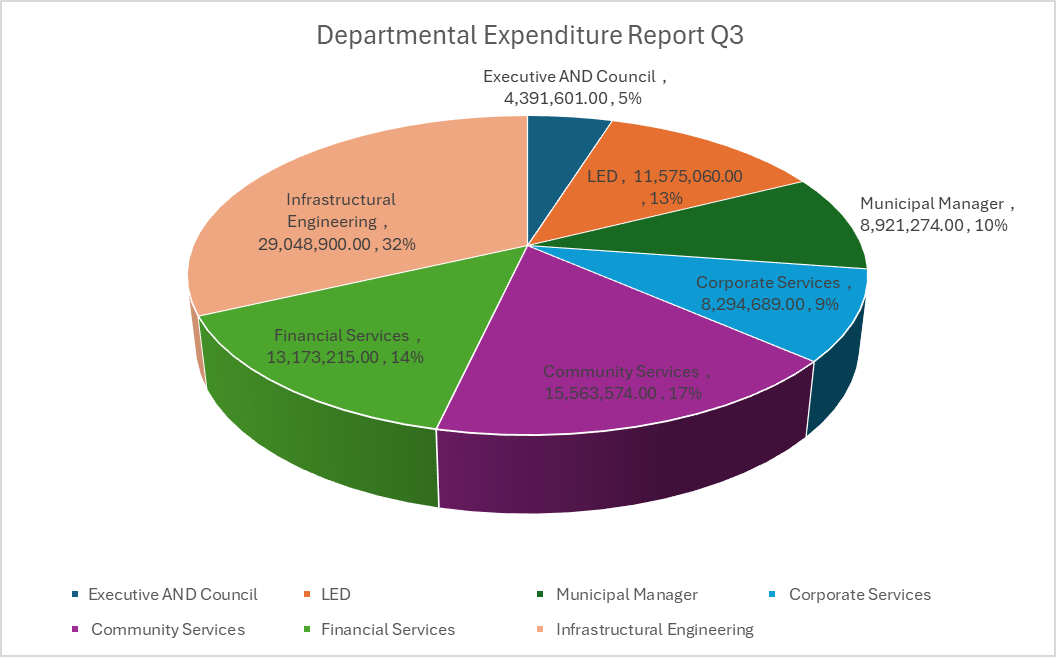 Departmental Expenditure Report Q3
Executive AND Council ,
4,391,601.00 , 5%
LED , 11,575,060.00
, 13%
Municipal Manager ,
8,921,274.00 , 10%
Infrastructural
Engineering ,
29,048,900.00 , 32%
Corporate Services ,
8,294,689.00 , 9%
Financial Services ,
13,173,215.00 , 14%
Community Services ,
15,563,574.00 , 17%
Executive AND Council LED Municipal Manager Corporate Services
Community Services Financial Services Infrastructural Engineering